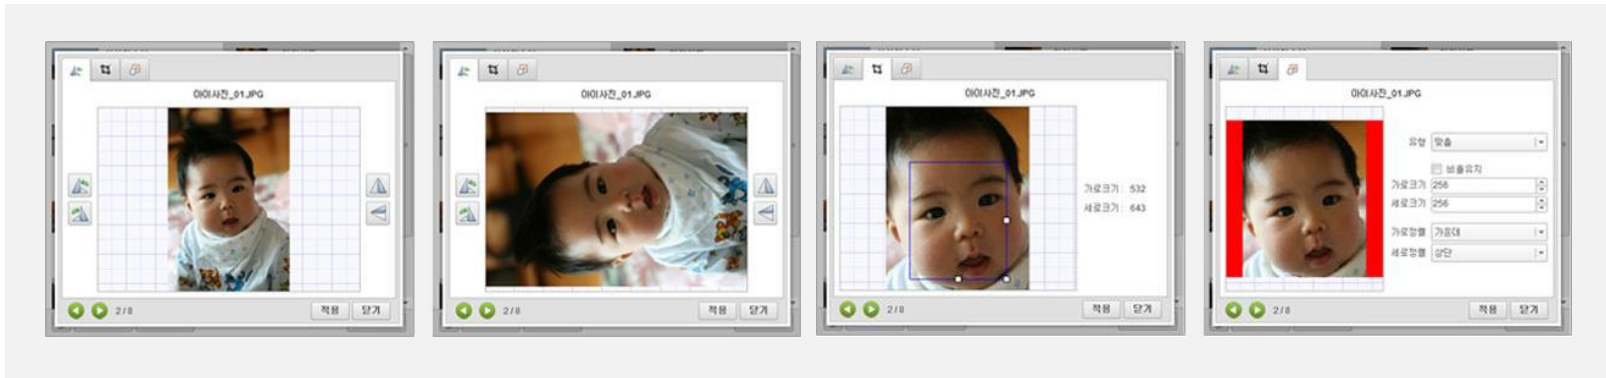 아이사진_01.JPG
2/8
적용 닫기
아이사진_01.JPG
2/8
적용 닫기
아이사진_01.JPG
가로크기: 532
세로크기: 643
2/8
적용 닫기
아이사진_01.JPG
유형 맞춤
비율유지
가로크기 256
세로크기 256
가로정렬 가운데
세로정렬 상단
2/8
적용 닫기